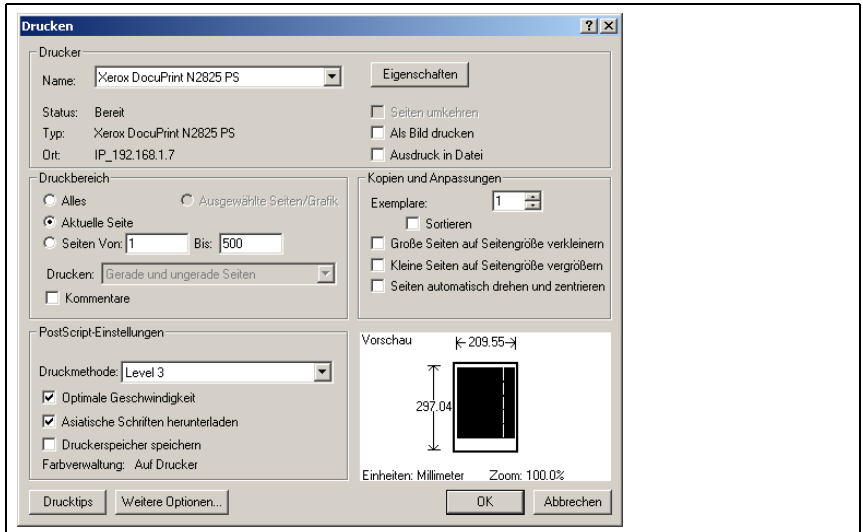 Drucken
Drucker
Name: Xerox DocuPrint N2825 PS Eigenschaften
Status: Bereit Seiten umkehren
Typ: Xerox DocuPrint N2825 PS Als Bild drucken
Ort: IP_192.168.1.7 Ausdruck in Datei
Druckbereich
Alles Ausgewählte Seiten/Grafik
Aktuelle Seite
Seiten Von: 1 Bis: 500
Drucken: Gerade und ungerade Seiten
Kommentare
Kopien und Anpassungen
Exemplare: 1
Sortieren
Große Seiten auf Seitengröße verkleinern
Kleine Seiten auf Seitengröße vergrößern
Seiten automatisch drehen und zentrieren
PostScript-Einstellungen
Druckmethode: Level 3
Optimale Geschwindigkeit
Asiatische Schriften herunterladen
Druckerspeicher speichern
Farbverwaltung: Auf Drucker
Vorschau 209.55
297.04
Einheiten: Millimeter Zoom: 100.0%
Drucktips Weitere Optionen... OK Abbrechen